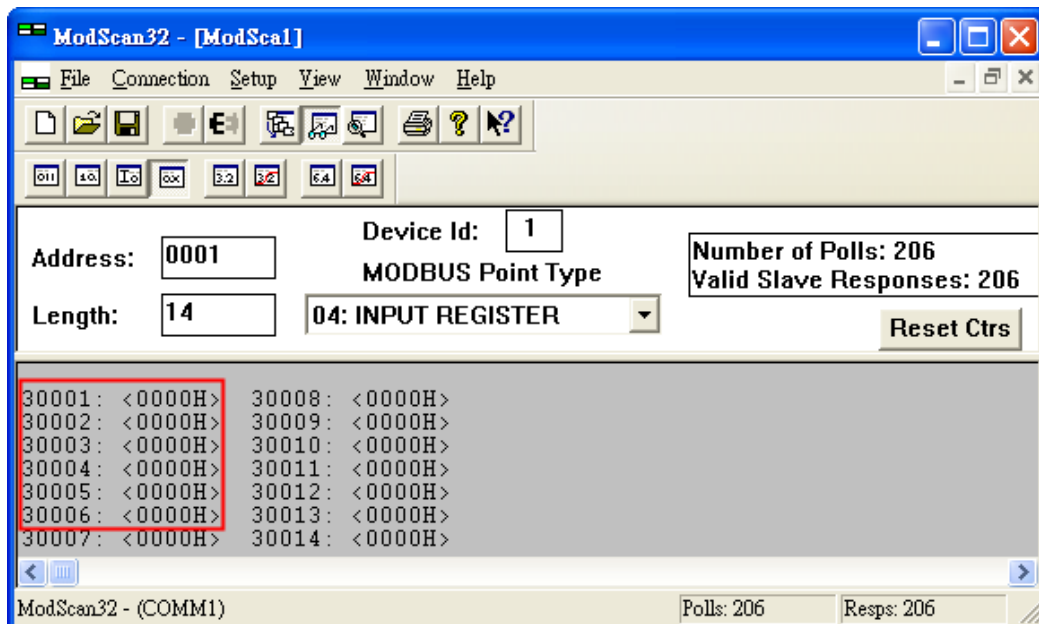 ModScan32 - [ModSca1]
File Connection Setup View Window Help
Address: 0001
Device Id: 1
MODBUS Point Type
Length: 14
04: INPUT REGISTER
Number of Polls: 206
Valid Slave Responses: 206
Reset Ctrs
30001: <0000H> 30008: <0000H>
30002: <0000H> 30009: <0000H>
30003: <0000H> 30010: <0000H>
30004: <0000H> 30011: <0000H>
30005: <0000H> 30012: <0000H>
30006: <0000H> 30013: <0000H>
30007: <0000H> 30014: <0000H>
ModScan32 - (COMM1) Polls: 206 Resps: 206